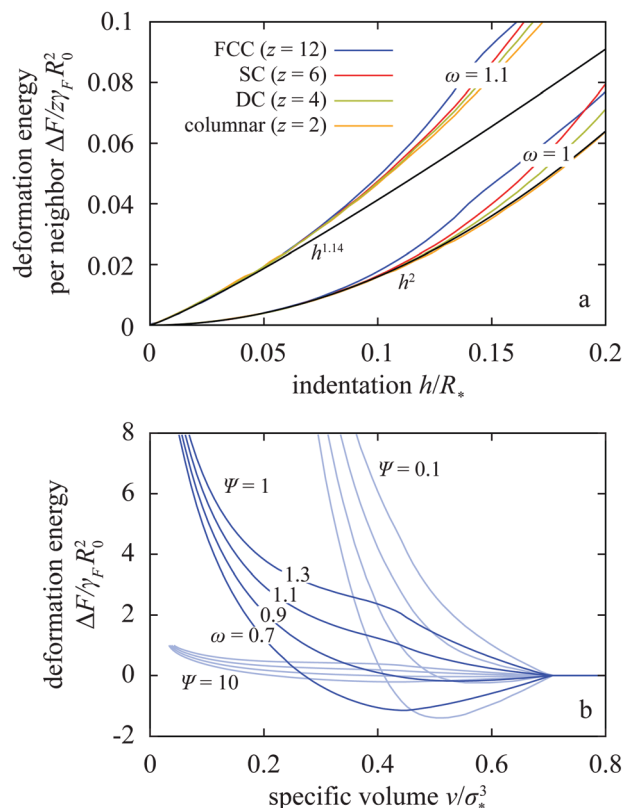 0.1
0.08
0.06
0.04
0.02
0
deformation energy
per neighbor ΔF/zγ_F R_0^2
FCC (z = 12)
SC (z = 6)
DC (z = 4)
columnar (z = 2)
ω = 1.1
ω = 1
h^1.14
h^2
a
0 0.05 0.1 0.15 0.2
indentation h/R_*
8
6
4
2
0
-2
deformation energy
ΔF/γ_F R_0^2
Ψ = 1
Ψ = 0.1
1.3
1.1
0.9
ω = 0.7
Ψ = 10
b
0 0.2 0.4 0.6 0.8
specific volume v/σ_*^3